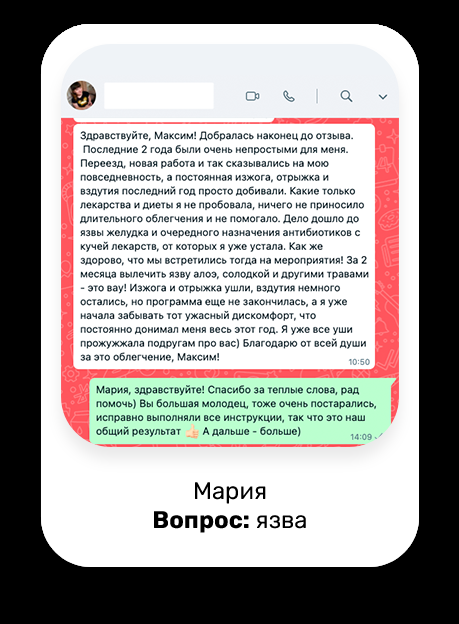 Здравствуйте, Максим! Добралась наконец до отзыва.
Последние 2 года были очень непростыми для меня.
Переезд, новая работа и так сказывались на мою
повседневность, а постоянная изжога, отрыжка и
вздутия последний год просто добивали. Какие только
лекарства и диеты я не пробовала, ничего не приносило
длительного облегчения и не помогало. Дело дошло до
язвы желудка и очередного назначения антибиотиков с
кучей лекарств, от которых я уже устала. Как же
здорово, что мы встретились тогда на мероприятия! За 2
месяца вылечить язву алоэ, солодкой и другими травами
- это вау! Изжога и отрыжка ушли, вздутия немного
остались, но программа еще не закончилась, а я уже
начала забывать тот ужасный дискомфорт, что
постоянно донимал меня весь этот год. Я уже все уши
прожужжала подругам про вас) Благодарю от всей души
за это облегчение, Максим!
10:50
Мария, здравствуйте! Спасибо за теплые слова, рад
помочь) Вы большая молодец, тоже очень постарались,
исправно выполняли все инструкции, так что это наш
общий результат 👍🏻 А дальше - больше)
14:09
Мария
Вопрос: язва